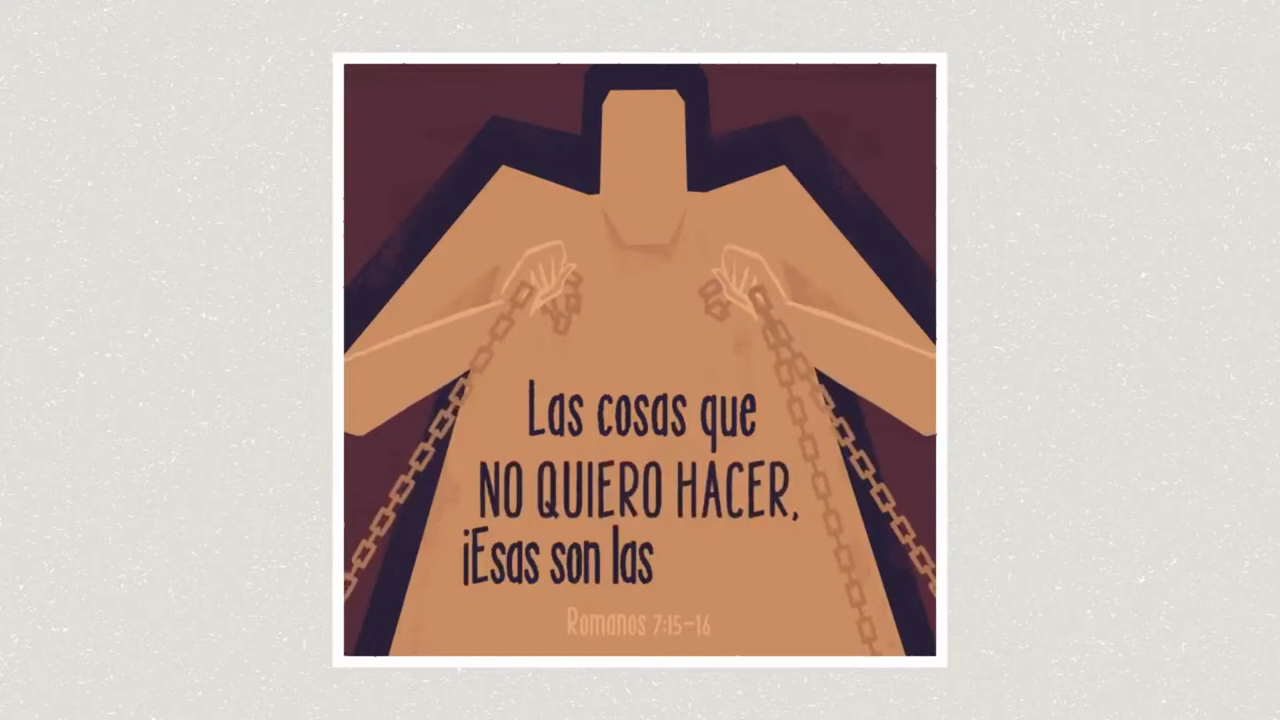 Las cosas que
NO QUIERO HACER,
¡Esas son las
Romanos 7:15-16